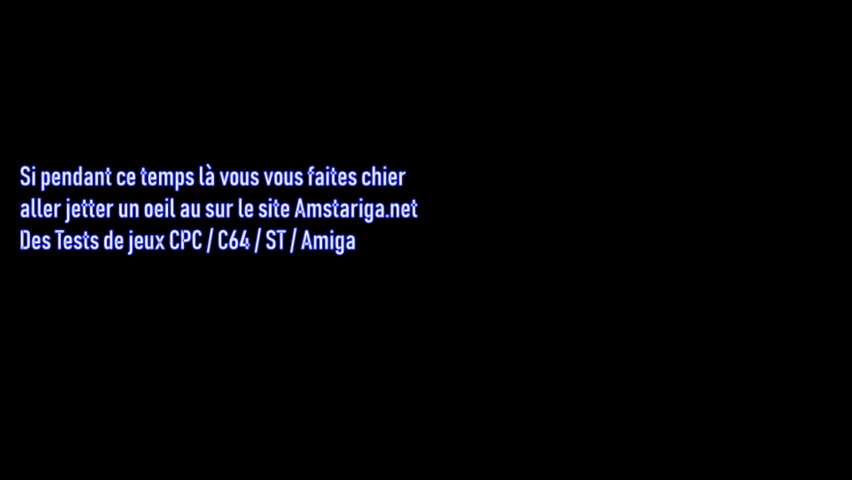 Si pendant ce temps là vous vous faites chier
aller jetter un oeil au sur le site Amstariga.net
Des Tests de jeux CPC / C64 / ST / Amiga